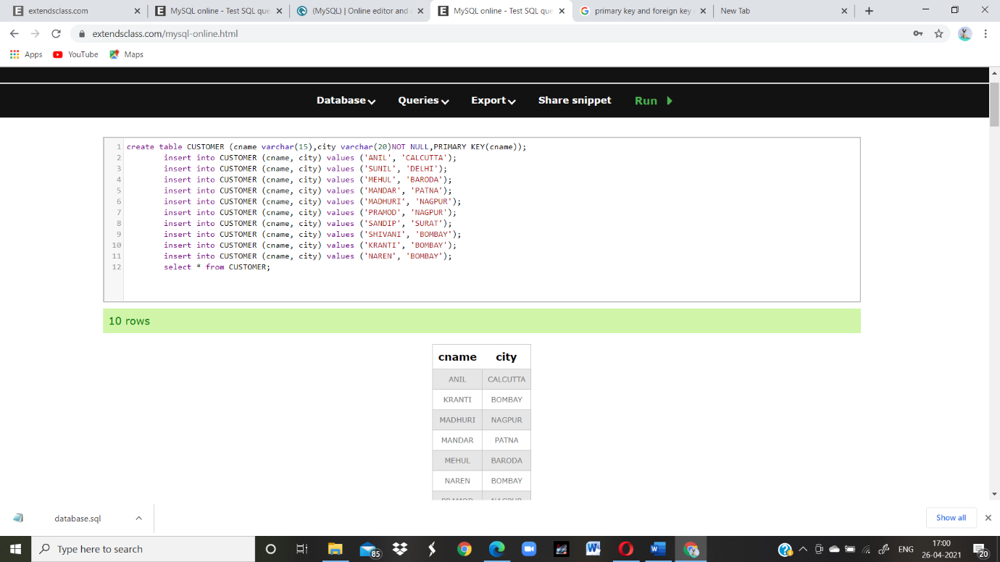 extendsclass.com
MySQL online - Test SQL que
(MySQL) | Online editor and
MySQL online - Test SQL que
primary key and foreign key
New Tab
extendsclass.com/mysql-online.html
Apps
YouTube
Maps
Database Queries Export Share snippet Run
1 create table CUSTOMER (cname varchar(15),city varchar(20)NOT NULL,PRIMARY KEY(cname));
2 insert into CUSTOMER (cname, city) values ('ANIL', 'CALCUTTA');
3 insert into CUSTOMER (cname, city) values ('SUNIL', 'DELHI');
4 insert into CUSTOMER (cname, city) values ('MEHUL', 'BARODA');
5 insert into CUSTOMER (cname, city) values ('MANDAR', 'PATNA');
6 insert into CUSTOMER (cname, city) values ('MADHURI', 'NAGPUR');
7 insert into CUSTOMER (cname, city) values ('PRAMOD', 'NAGPUR');
8 insert into CUSTOMER (cname, city) values ('SANDIP', 'SURAT');
9 insert into CUSTOMER (cname, city) values ('SHIVANI', 'BOMBAY');
10 insert into CUSTOMER (cname, city) values ('KRANTI', 'BOMBAY');
11 insert into CUSTOMER (cname, city) values ('NAREN', 'BOMBAY');
12 select * from CUSTOMER;
10 rows
cname city
ANIL CALCUTTA
KRANTI BOMBAY
MADHURI NAGPUR
MANDAR PATNA
MEHUL BARODA
NAREN BOMBAY
PRAMOD NAGPUR
database.sql
Show all
Type here to search
85
ENG
17:00
26-04-2021
20